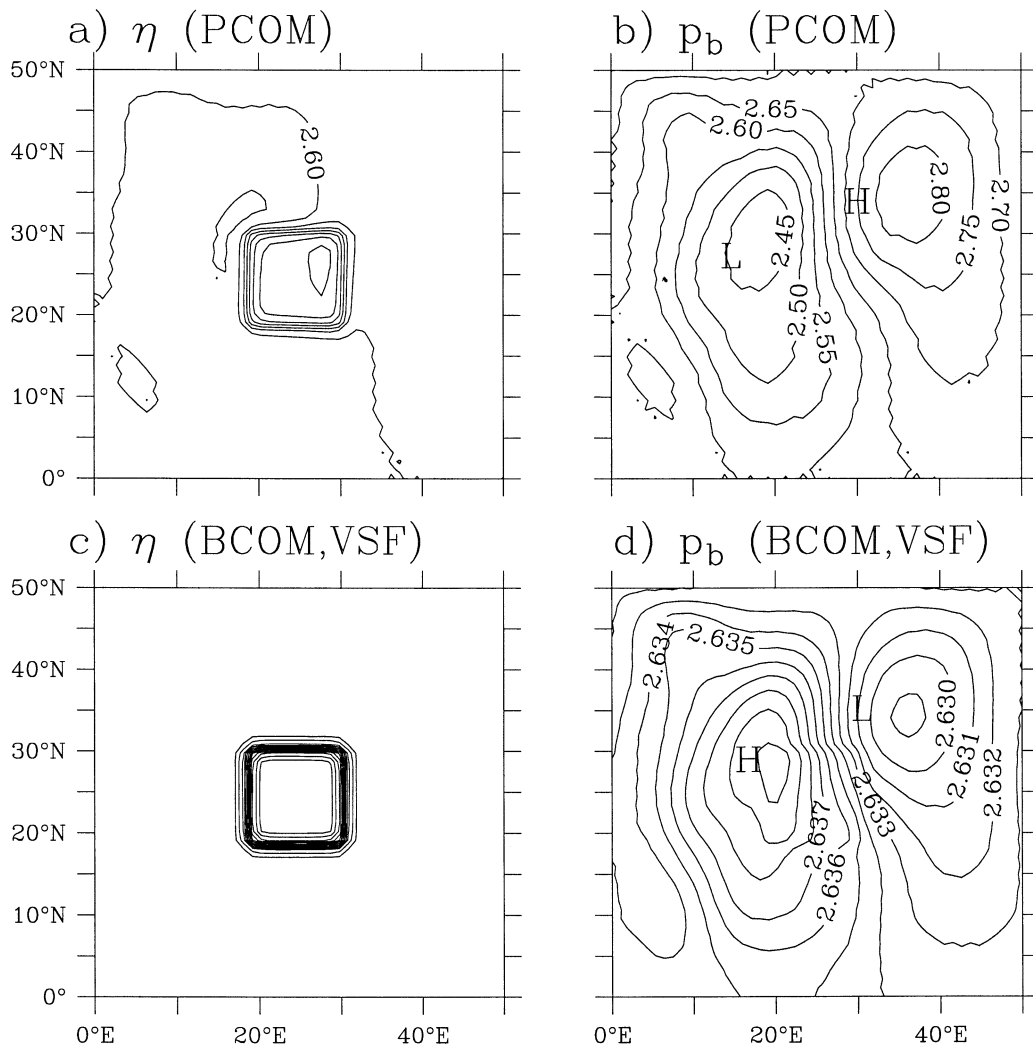 a) η (PCOM)
b) p_b (PCOM)
50°N
40°N
30°N
20°N
10°N
0°
2.60
2.65
2.60
2.80
2.70
2.75
H
L
2.45
2.50
2.55
c) η (BCOM,VSF)
d) p_b (BCOM,VSF)
50°N
40°N
30°N
20°N
10°N
0°
0°E
20°E
40°E
2.634
2.635
L
2.630
2.631
2.632
H
2.633
2.637
2.636
0°E
20°E
40°E